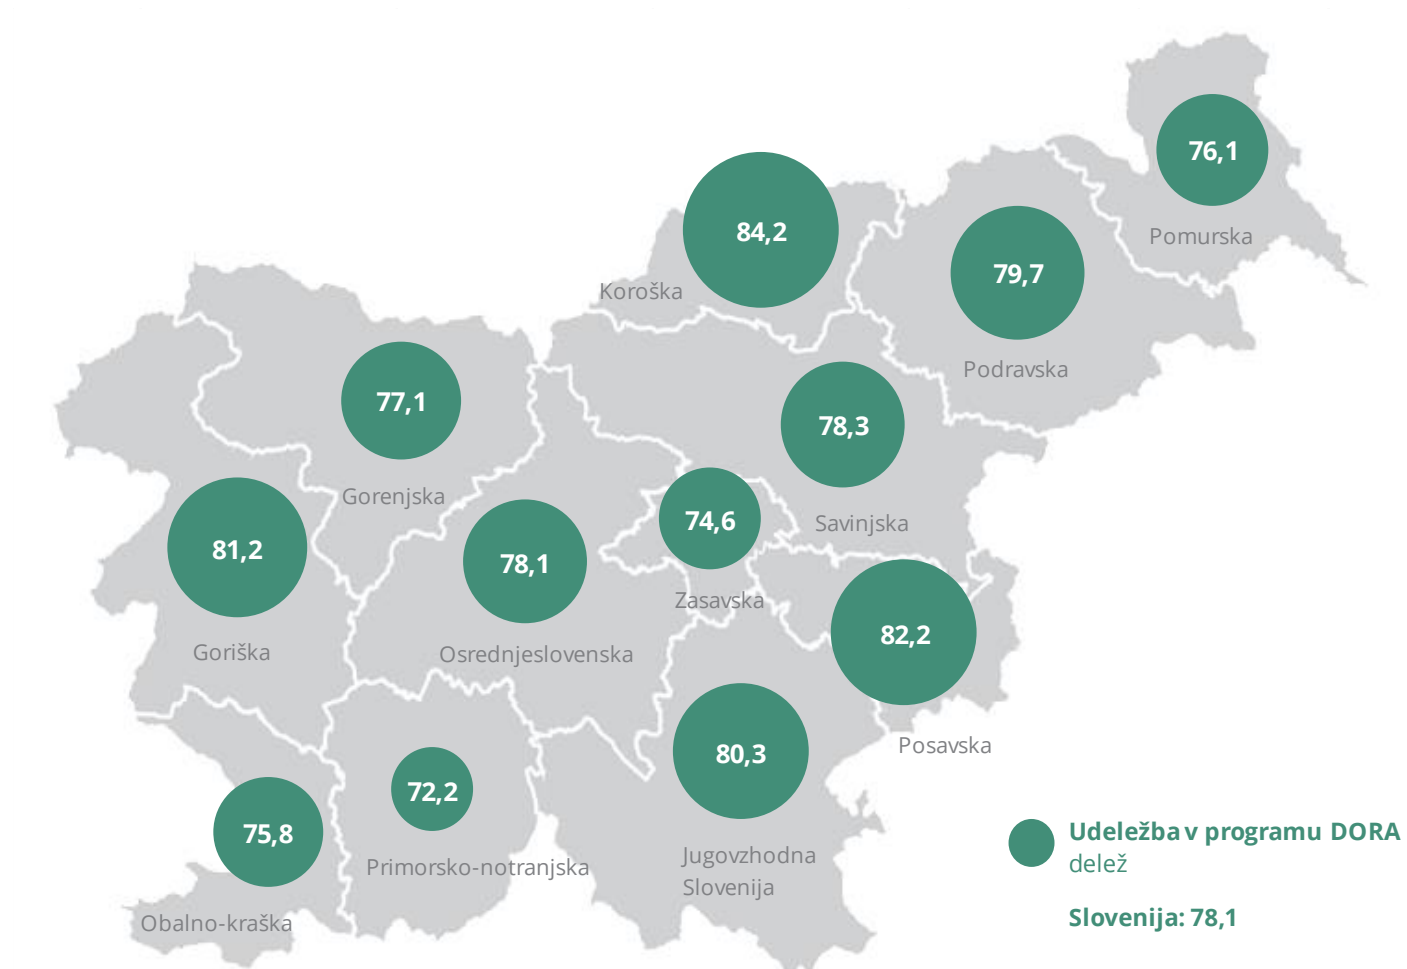 76,1
Pomurska
84,2
Koroška
79,7
Podravska
77,1
Gorenjska
78,3
Savinjska
74,6
Zasavska
81,2
Goriška
78,1
Osrednjeslovenska
82,2
Posavska
80,3
Jugovzhodna
Slovenija
72,2
Primorsko-notranjska
75,8
Obalno-kraška
Udeležba v programu DORA
delež
Slovenija: 78,1